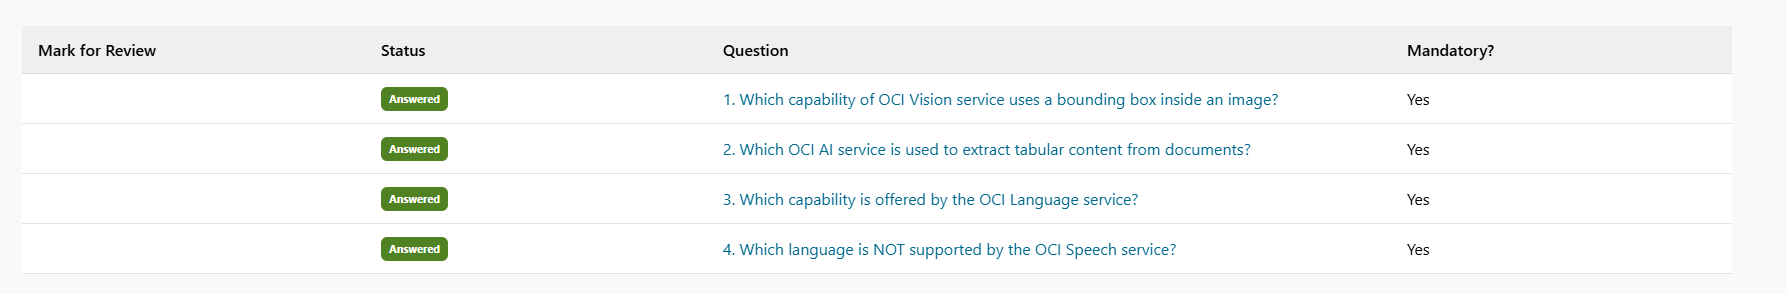 Mark for Review Status Question Mandatory?
Answered 1. Which capability of OCI Vision service uses a bounding box inside an image? Yes
Answered 2. Which OCI AI service is used to extract tabular content from documents? Yes
Answered 3. Which capability is offered by the OCI Language service? Yes
Answered 4. Which language is NOT supported by the OCI Speech service? Yes